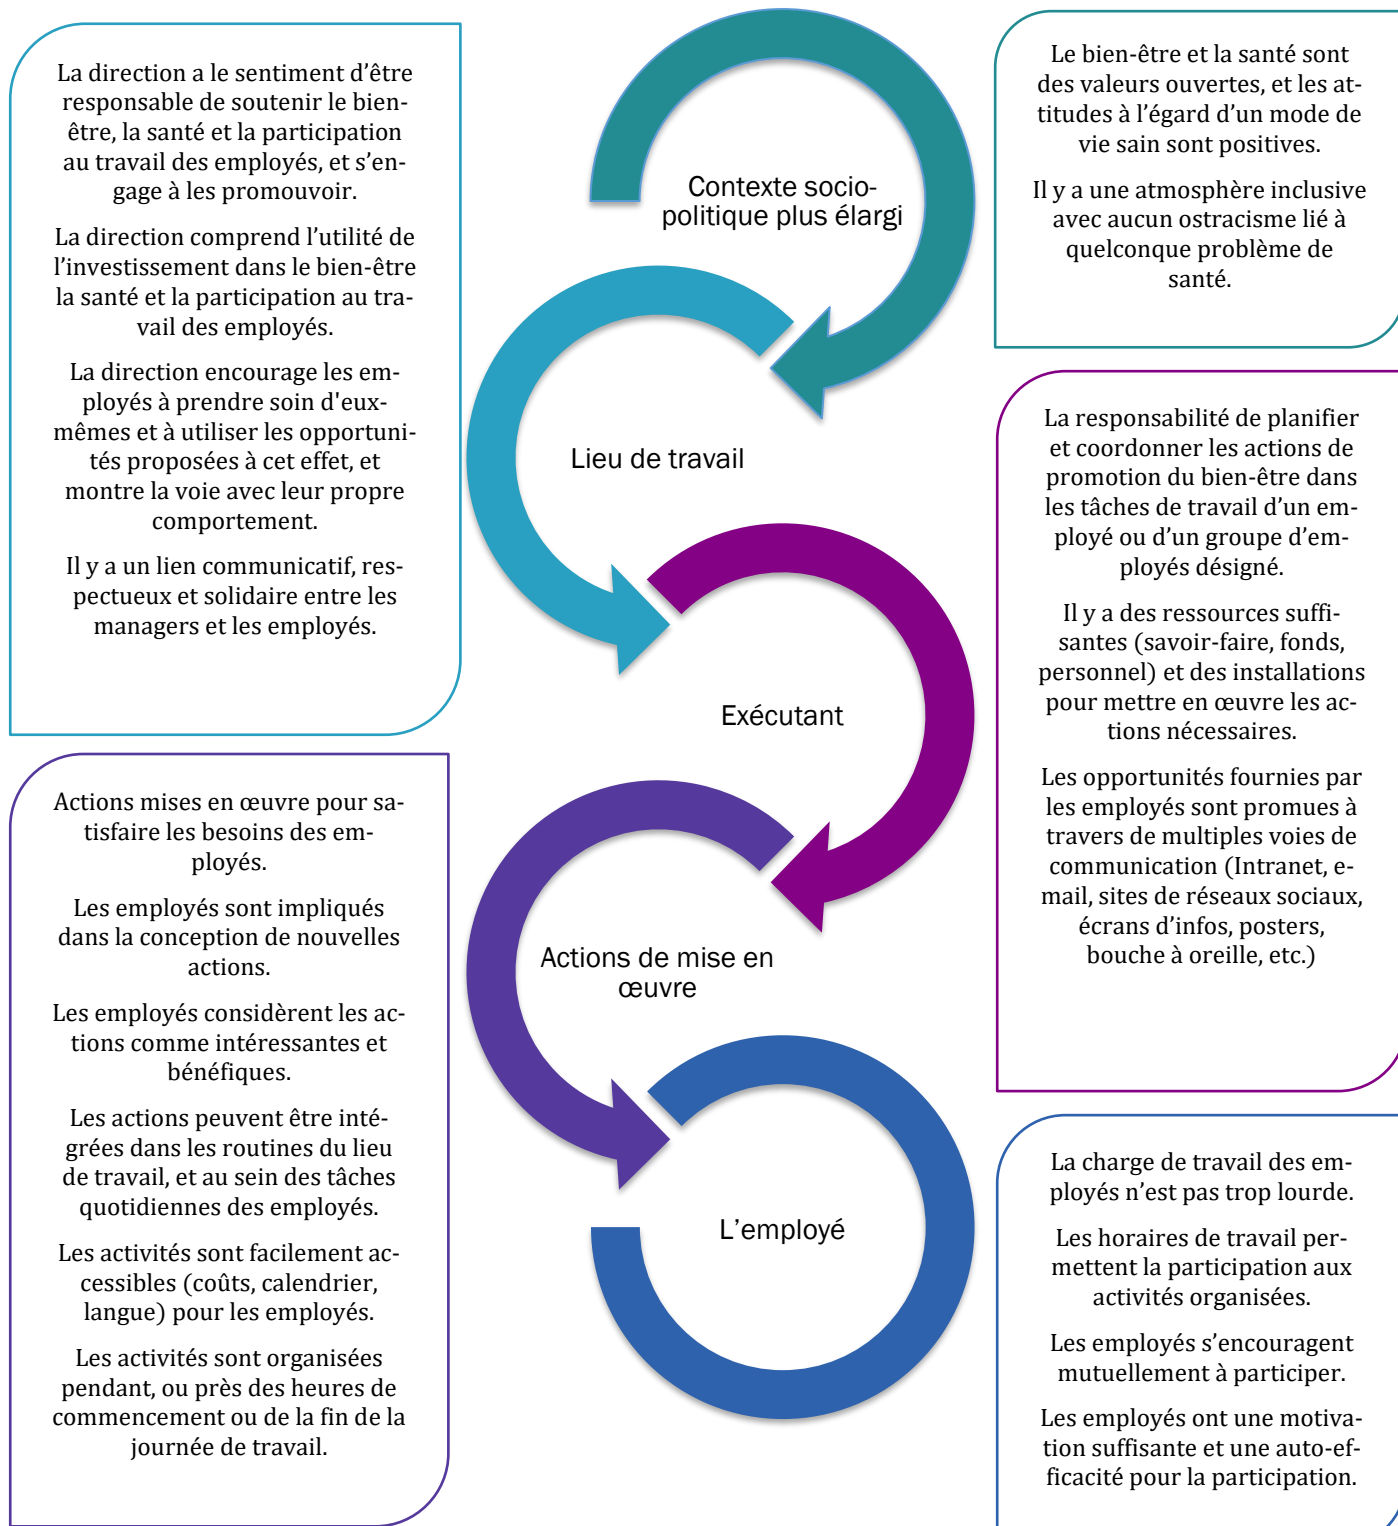 La direction a le sentiment d’être
responsable de soutenir le bien-
être, la santé et la participation
au travail des employés, et s’en-
gage à les promouvoir.
La direction comprend l’utilité de
l’investissement dans le bien-être
la santé et la participation au tra-
vail des employés.
La direction encourage les em-
ployés à prendre soin d'eux-
mêmes et à utiliser les opportuni-
tés proposées à cet effet, et
montre la voie avec leur propre
comportement.
Il y a un lien communicatif, res-
pectueux et solidaire entre les
managers et les employés.
Contexte socio-
politique plus élargi
Le bien-être et la santé sont
des valeurs ouvertes, et les at-
titudes à l’égard d’un mode de
vie sain sont positives.
Il y a une atmosphère inclusive
avec aucun ostracisme lié à
quelconque problème de
santé.
Lieu de travail
Exécutant
La responsabilité de planifier
et coordonner les actions de
promotion du bien-être dans
les tâches de travail d’un em-
ployé ou d’un groupe d’em-
ployés désigné.
Il y a des ressources suffi-
santes (savoir-faire, fonds,
personnel) et des installations
pour mettre en œuvre les ac-
tions nécessaires.
Les opportunités fournies par
les employés sont promues à
travers de multiples voies de
communication (Intranet, e-
mail, sites de réseaux sociaux,
écrans d’infos, posters,
bouche à oreille, etc.)
Actions mises en œuvre pour sa-
tisfaire les besoins des em-
ployés.
Les employés sont impliqués
dans la conception de nouvelles
actions.
Les employés considèrent les ac-
tions comme intéressantes et
bénéfiques.
Les actions peuvent être inté-
grées dans les routines du lieu
de travail, et au sein des tâches
quotidiennes des employés.
Les activités sont facilement ac-
cessibles (coûts, calendrier,
langue) pour les employés.
Les activités sont organisées
pendant, ou près des heures de
commencement ou de la fin de la
journée de travail.
Actions de mise en
œuvre
L’employé
La charge de travail des em-
ployés n’est pas trop lourde.
Les horaires de travail per-
mettent la participation aux
activités organisées.
Les employés s’encouragent
mutuellement à participer.
Les employés ont une motiva-
tion suffisante et une auto-ef-
ficacité pour la participation.